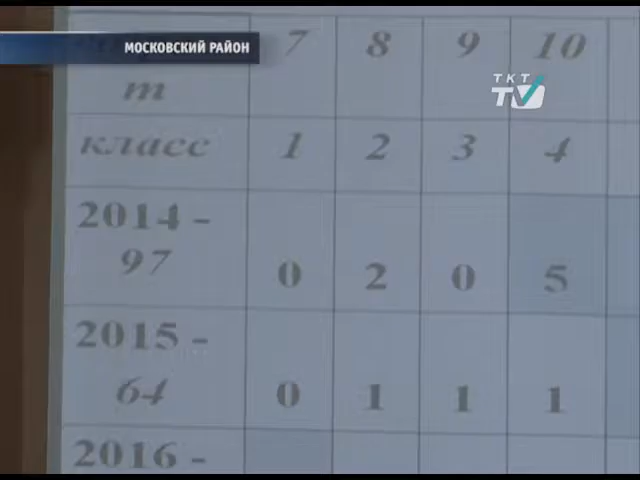 МОСКОВСКИЙ РАЙОН
ТКТ
TV
7 8 9 10
т
класс 1 2 3 4
2014 -
97 0 2 0 5
2015 -
64 0 1 1 1
2016 -